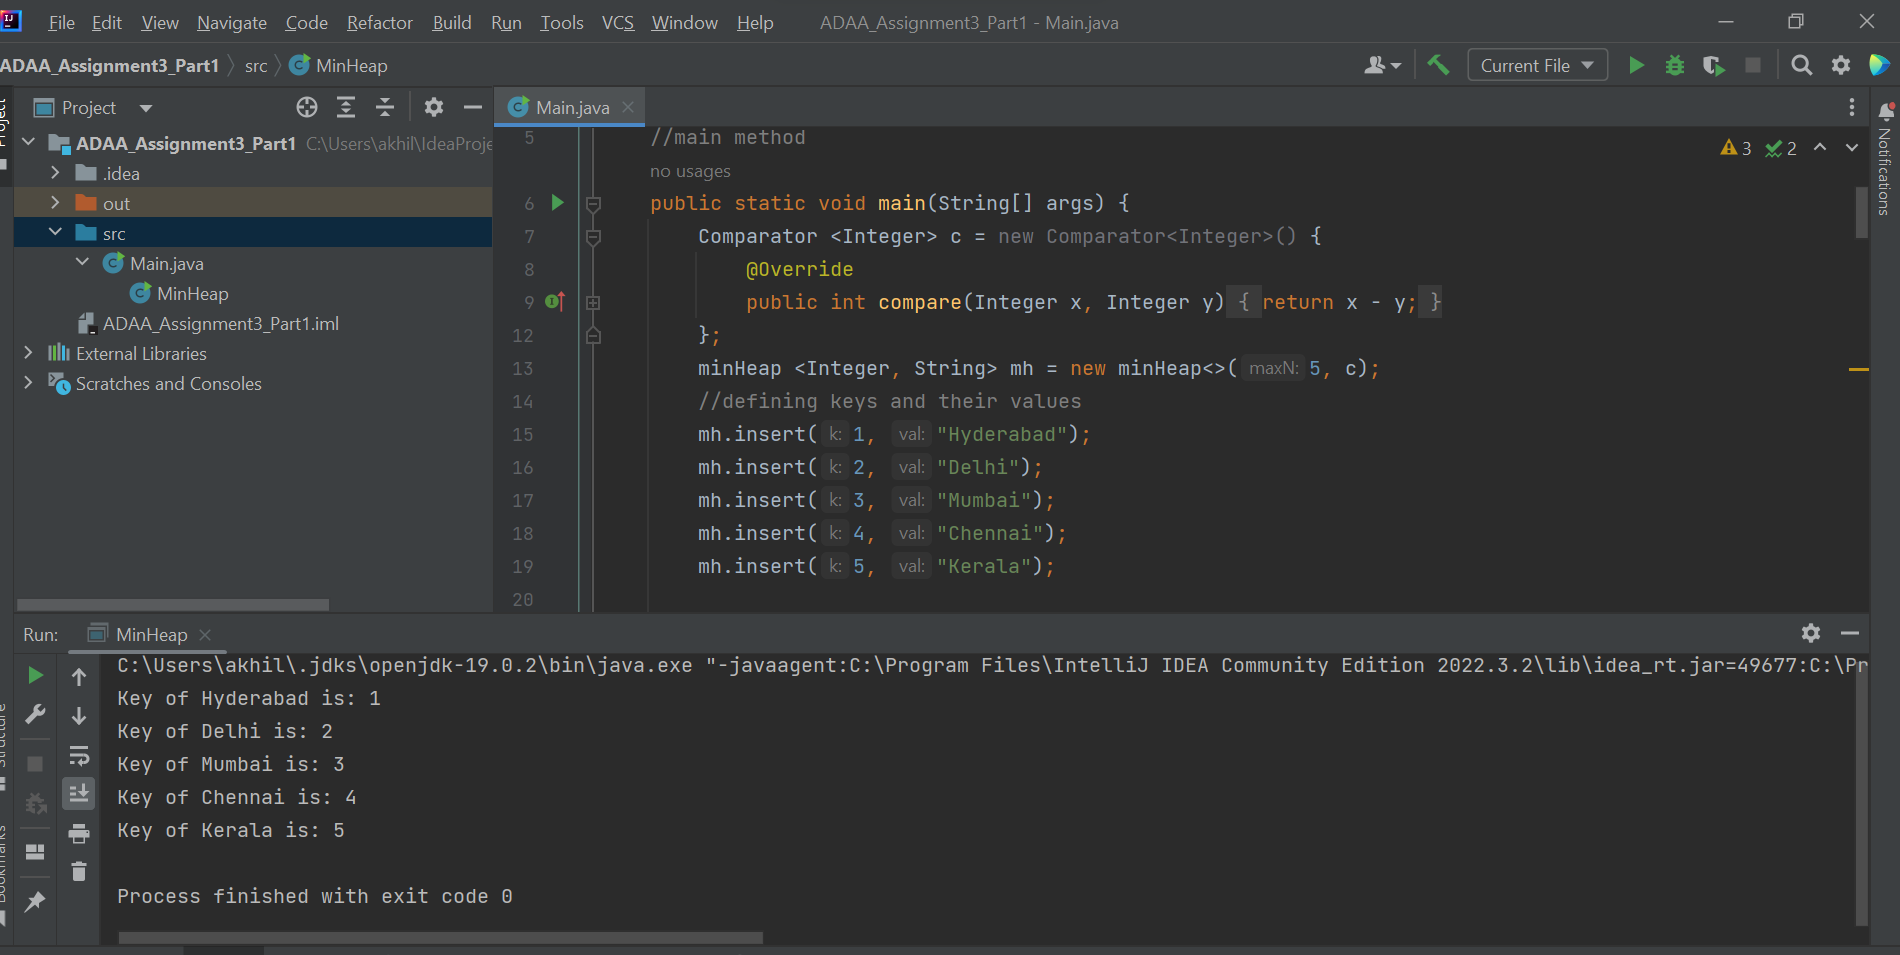 File Edit View Navigate Code Refactor Build Run Tools VCS Window Help ADAA_Assignment3_Part1 - Main.java
ADAA_Assignment3_Part1 src MinHeap Current File
Project
Main.java
ADAA_Assignment3_Part1 C:\Users\akhil\IdeaProje
.idea
out
src
Main.java
MinHeap
ADAA_Assignment3_Part1.iml
External Libraries
Scratches and Consoles
5 //main method
no usages
3 2
6 public static void main(String[] args) {
7 Comparator <Integer> c = new Comparator<Integer>() {
8 @Override
9 public int compare(Integer x, Integer y) { return x - y; }
12 };
13 minHeap <Integer, String> mh = new minHeap<>( maxN: 5, c);
14 //defining keys and their values
15 mh.insert( k: 1, val: "Hyderabad");
16 mh.insert( k: 2, val: "Delhi");
17 mh.insert( k: 3, val: "Mumbai");
18 mh.insert( k: 4, val: "Chennai");
19 mh.insert( k: 5, val: "Kerala");
20
Notifications
Project
Structure
Bookmarks
Run: MinHeap
C:\Users\akhil\.jdks\openjdk-19.0.2\bin\java.exe "-javaagent:C:\Program Files\IntelliJ IDEA Community Edition 2022.3.2\lib\idea_rt.jar=49677:C:\Pr
Key of Hyderabad is: 1
Key of Delhi is: 2
Key of Mumbai is: 3
Key of Chennai is: 4
Key of Kerala is: 5
Process finished with exit code 0